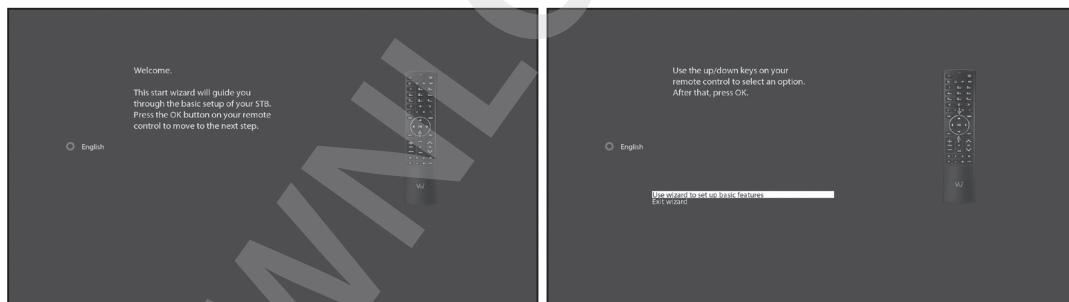 Welcome.
This start wizard will guide you
through the basic setup of your STB.
Press the OK button on your remote
control to move to the next step.
English
VU
Use the up/down keys on your
remote control to select an option.
After that, press OK.
English
Use wizard to set up basic features
Exit wizard
VU